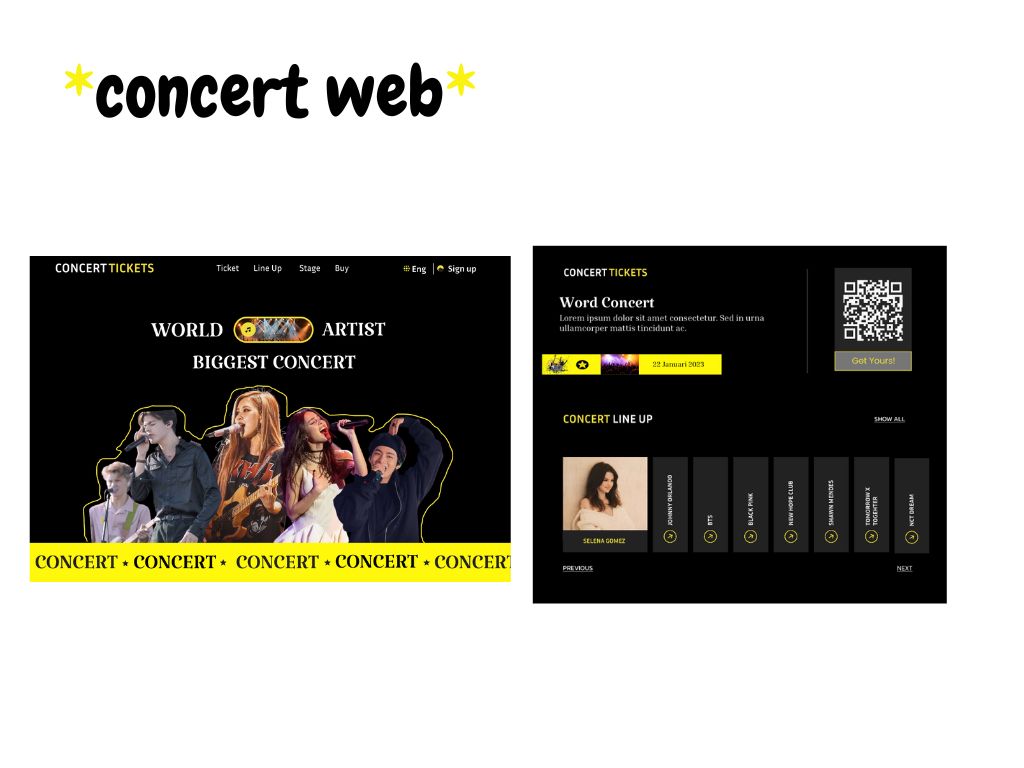 *concert web*
CONCERT TICKETS
Ticket Line Up Stage Buy
Eng Sign up
WORLD ARTIST
BIGGEST CONCERT
CONCERT ★ CONCERT ★ CONCERT ★ CONCERT ★ CONCERT
CONCERT TICKETS
Word Concert
Lorem ipsum dolor sit amet consectetur. Sed in urna
ullamcorper mattis tincidunt ac.
22 Januari 2023
Get Yours!
CONCERT LINE UP
SHOW ALL
SELENA GOMEZ
JOHNNY ORLANDO
BTS
BLACK PINK
NEW HOPE CLUB
SHAWN MENDES
TOMORROW X
TOGEHTER
NCT DREAM
PREVIOUS
NEXT